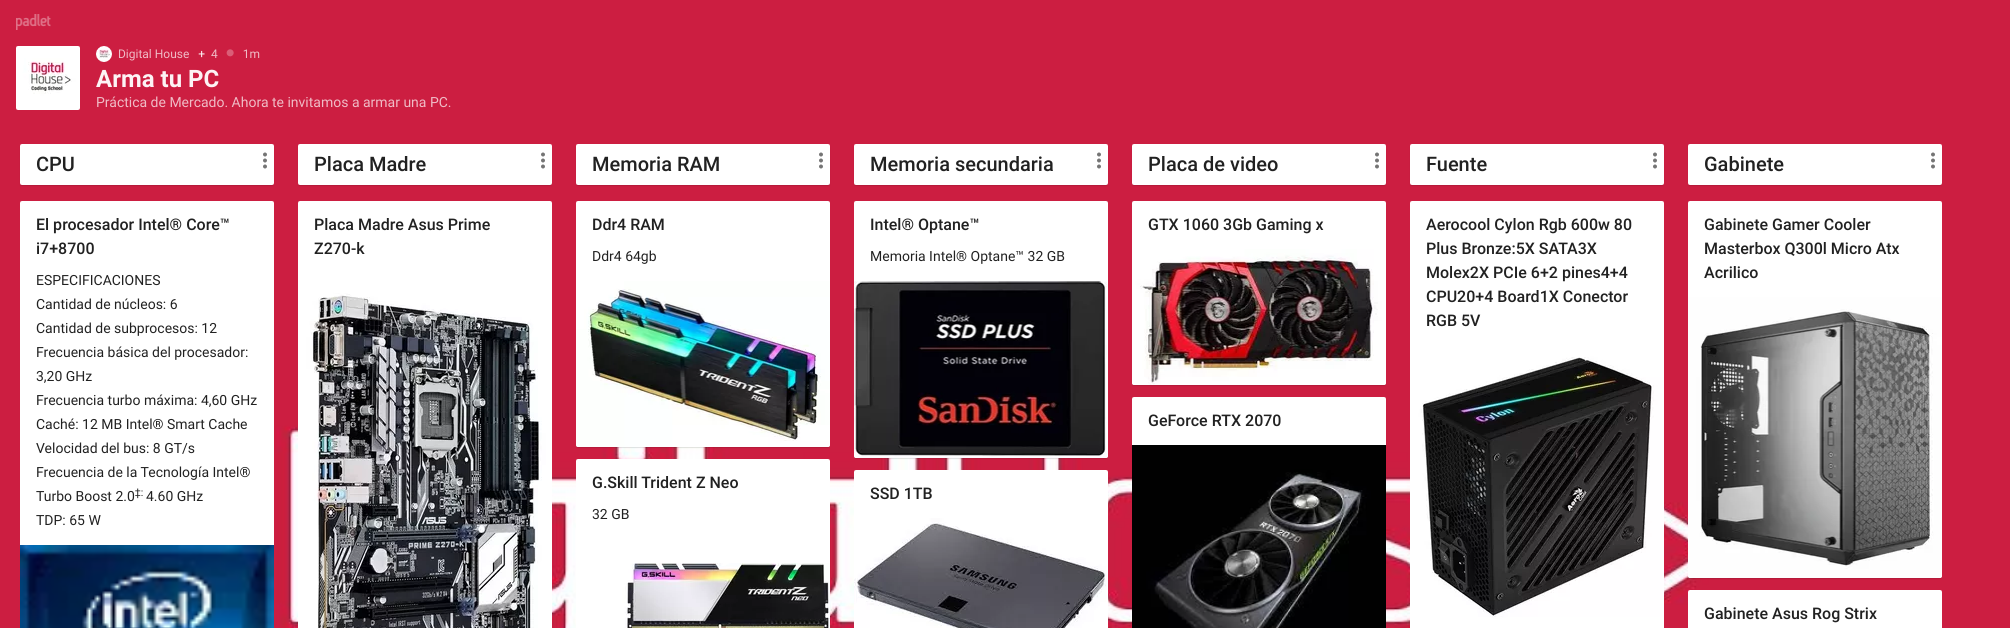 padlet
Digital House + 4 1m
Digital
House>
Coding School
Arma tu PC
Práctica de Mercado. Ahora te invitamos a armar una PC.
CPU
El procesador Intel® Core™
i7+8700
ESPECIFICACIONES
Cantidad de núcleos: 6
Cantidad de subprocesos: 12
Frecuencia básica del procesador:
3,20 GHz
Frecuencia turbo máxima: 4,60 GHz
Caché: 12 MB Intel® Smart Cache
Velocidad del bus: 8 GT/s
Frecuencia de la Tecnología Intel®
Turbo Boost 2.0‡: 4.60 GHz
TDP: 65 W
intel
Placa Madre
Placa Madre Asus Prime
Z270-k
ASUS
PRIME Z270-K
Memoria RAM
Ddr4 RAM
Ddr4 64gb
G.SKILL
TRIDENTZ
RGB
G.Skill Trident Z Neo
32 GB
G.SKILL
TRIDENTZ
neo
Memoria secundaria
Intel® Optane™
Memoria Intel® Optane™ 32 GB
SanDisk
SSD PLUS
Solid State Drive
SanDisk®
SSD 1TB
SAMSUNG
Placa de video
GTX 1060 3Gb Gaming x
GeForce RTX 2070
RTX 2070
Fuente
Aerocool Cylon Rgb 600w 80
Plus Bronze:5X SATA3X
Molex2X PCIe 6+2 pines4+4
CPU20+4 Board1X Conector
RGB 5V
Cylon
Gabinete
Gabinete Gamer Cooler
Masterbox Q300l Micro Atx
Acrilico
Gabinete Asus Rog Strix